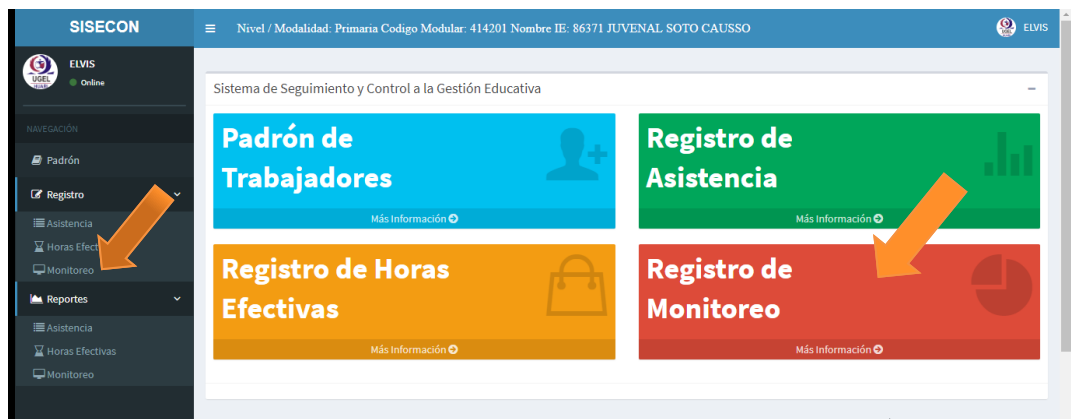 SISECON
Nivel / Modalidad: Primaria Codigo Modular: 414201 Nombre IE: 86371 JUVENAL SOTO CAUSSO
ELVIS
UGEL
ELVIS
Online
NAVEGACIÓN
Padrón
Registro
Asistencia
Horas
Monitoreo
Reportes
Asistencia
Horas Efectivas
Monitoreo
Sistema de Seguimiento y Control a la Gestión Educativa
Padrón de
Trabajadores
Más Información
Registro de
Asistencia
Más Información
Registro de Horas
Efectivas
Más Información
Registro de
Monitoreo
Más Información